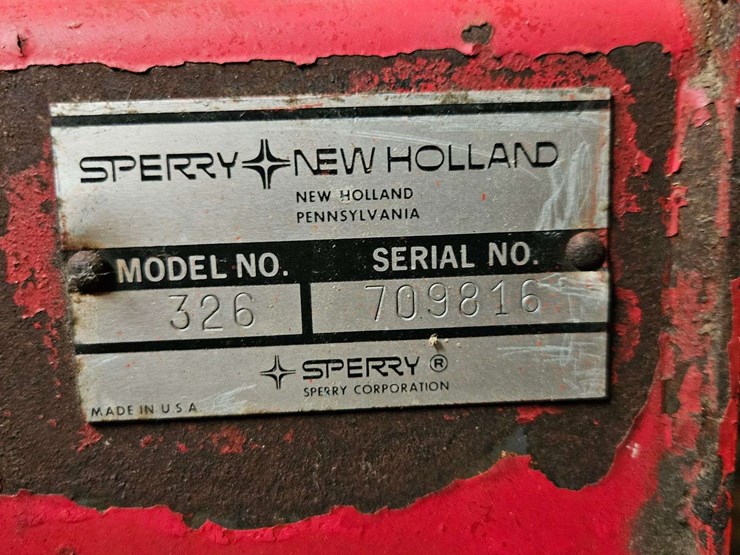 SPERRY NEW HOLLAND
NEW HOLLAND
PENNSYLVANIA
MODEL NO. SERIAL NO.
326 709816
SPERRY ®
SPERRY CORPORATION
MADE IN U S A